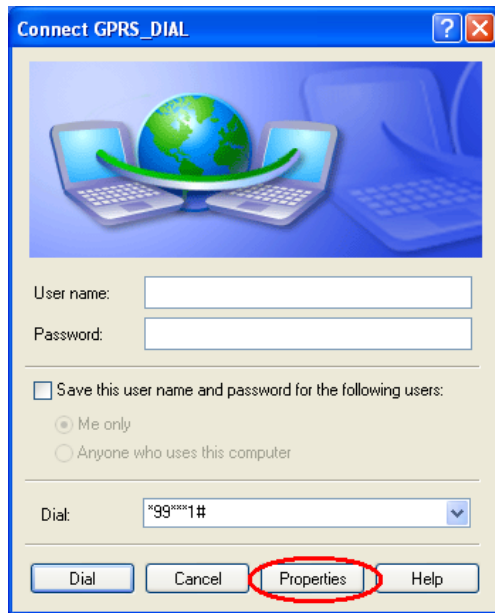 Connect GPRS_DIAL
User name:
Password:
Save this user name and password for the following users:
Me only
Anyone who uses this computer
Dial: *99***1#
Dial Cancel Properties Help